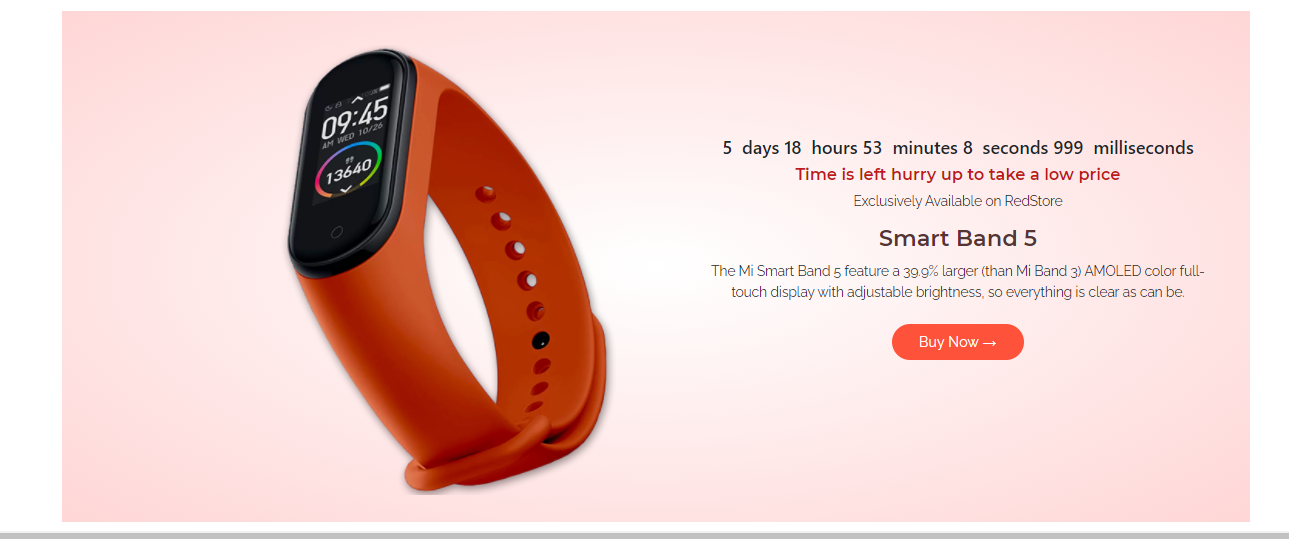 09:45
AM WED 10/26
13640
5 days 18 hours 53 minutes 8 seconds 999 milliseconds
Time is left hurry up to take a low price
Exclusively Available on RedStore
Smart Band 5
The Mi Smart Band 5 feature a 39.9% larger (than Mi Band 3) AMOLED color full-
touch display with adjustable brightness, so everything is clear as can be.
Buy Now →